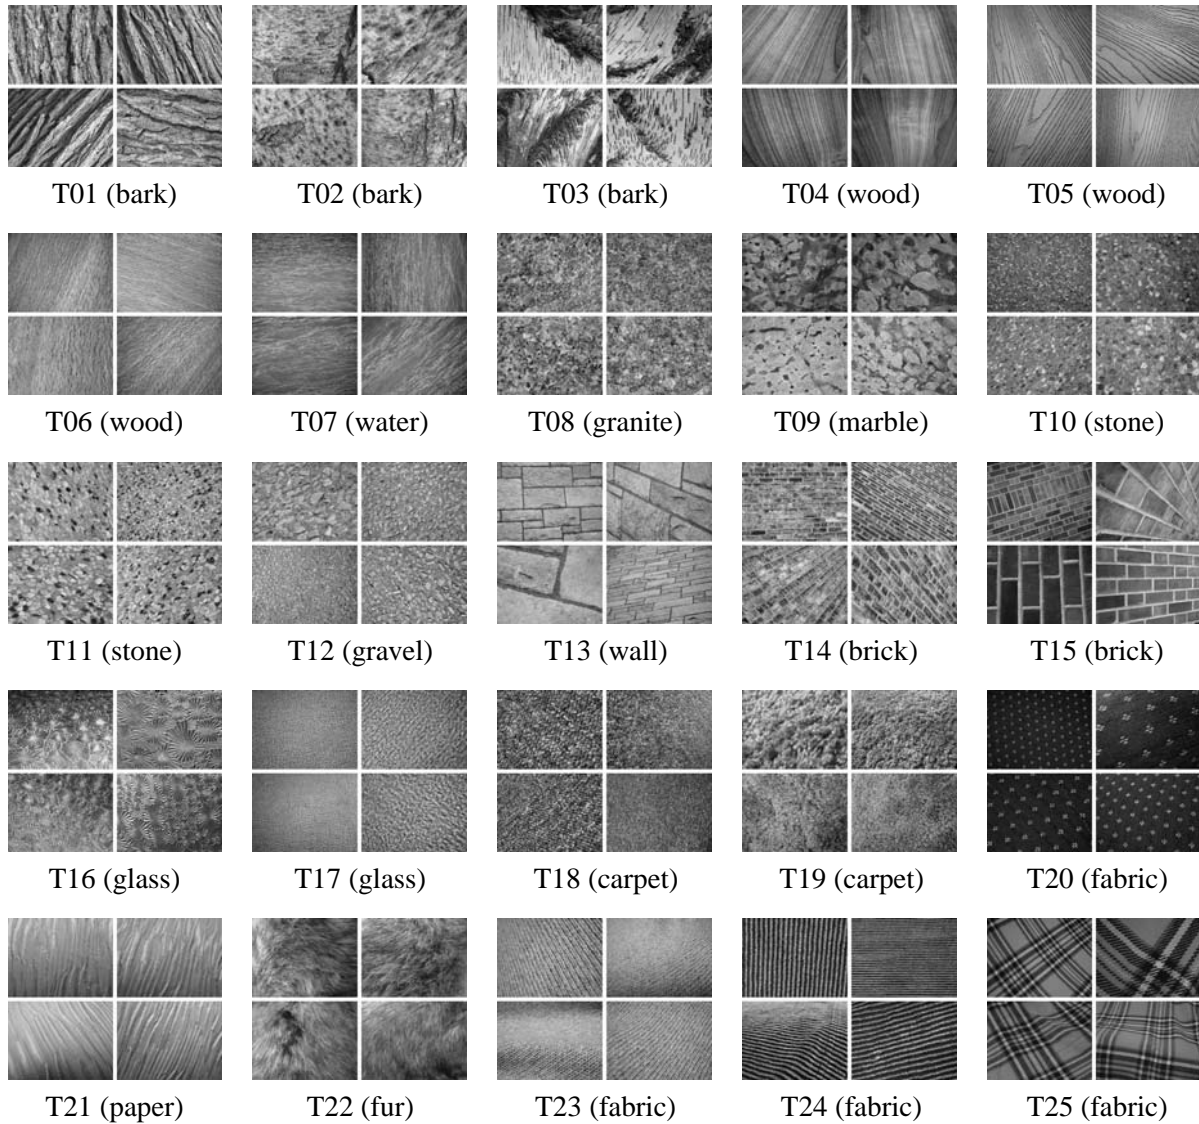 T01 (bark) T02 (bark) T03 (bark) T04 (wood) T05 (wood)
T06 (wood) T07 (water) T08 (granite) T09 (marble) T10 (stone)
T11 (stone) T12 (gravel) T13 (wall) T14 (brick) T15 (brick)
T16 (glass) T17 (glass) T18 (carpet) T19 (carpet) T20 (fabric)
T21 (paper) T22 (fur) T23 (fabric) T24 (fabric) T25 (fabric)